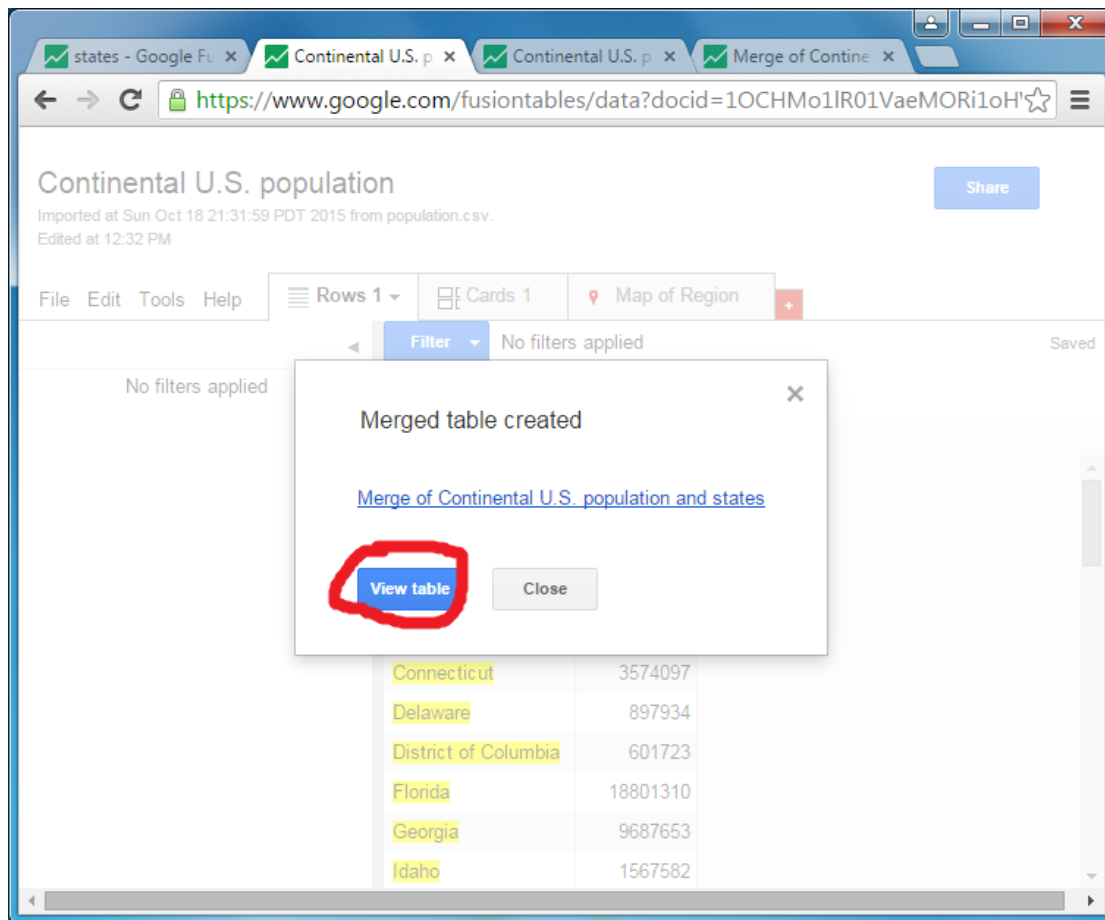 states - Google Fu
Continental U.S. p
Continental U.S. p
Merge of Contine
https://www.google.com/fusiontables/data?docid=1OCHMo1lR01VaeMORi1oH
Continental U.S. population
Share
Imported at Sun Oct 18 21:31:59 PDT 2015 from population.csv.
Edited at 12:32 PM
File Edit Tools Help
Rows 1
Cards 1
Map of Region
+
Filter
No filters applied
Saved
No filters applied
Merged table created
Merge of Continental U.S. population and states
View table
Close
Connecticut 3574097
Delaware 897934
District of Columbia 601723
Florida 18801310
Georgia 9687653
Idaho 1567582